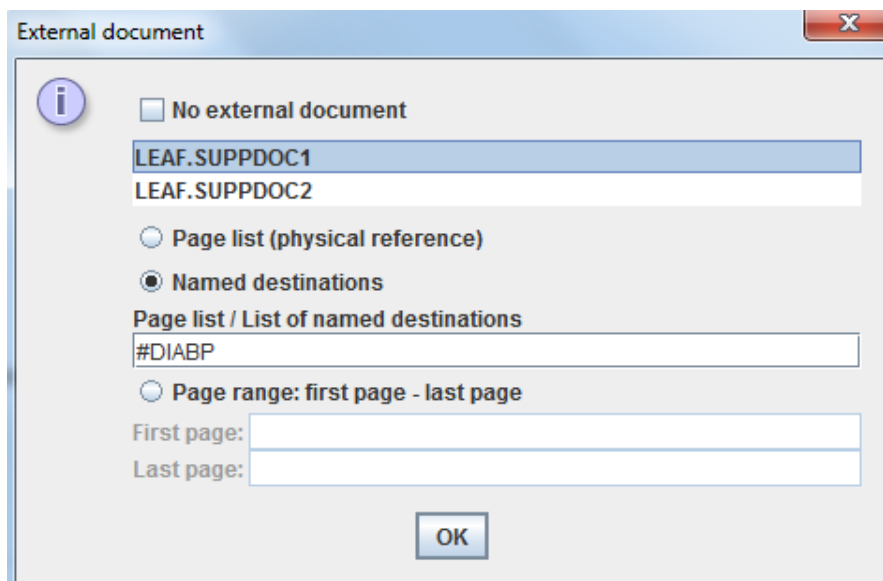 External document
No external document
LEAF.SUPPDOC1
LEAF.SUPPDOC2
Page list (physical reference)
Named destinations
Page list / List of named destinations
#DIABP
Page range: first page - last page
First page:
Last page:
OK